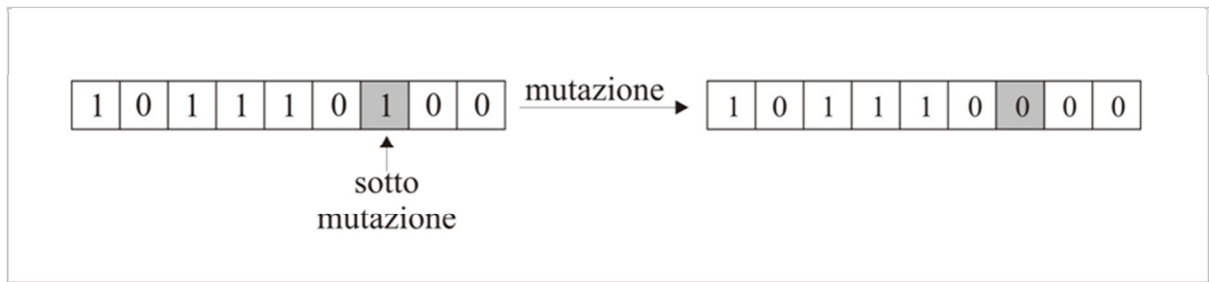 mutazione
1 0 1 1 1 0 1 0 0
1 0 1 1 1 0 0 0 0
sotto
mutazione